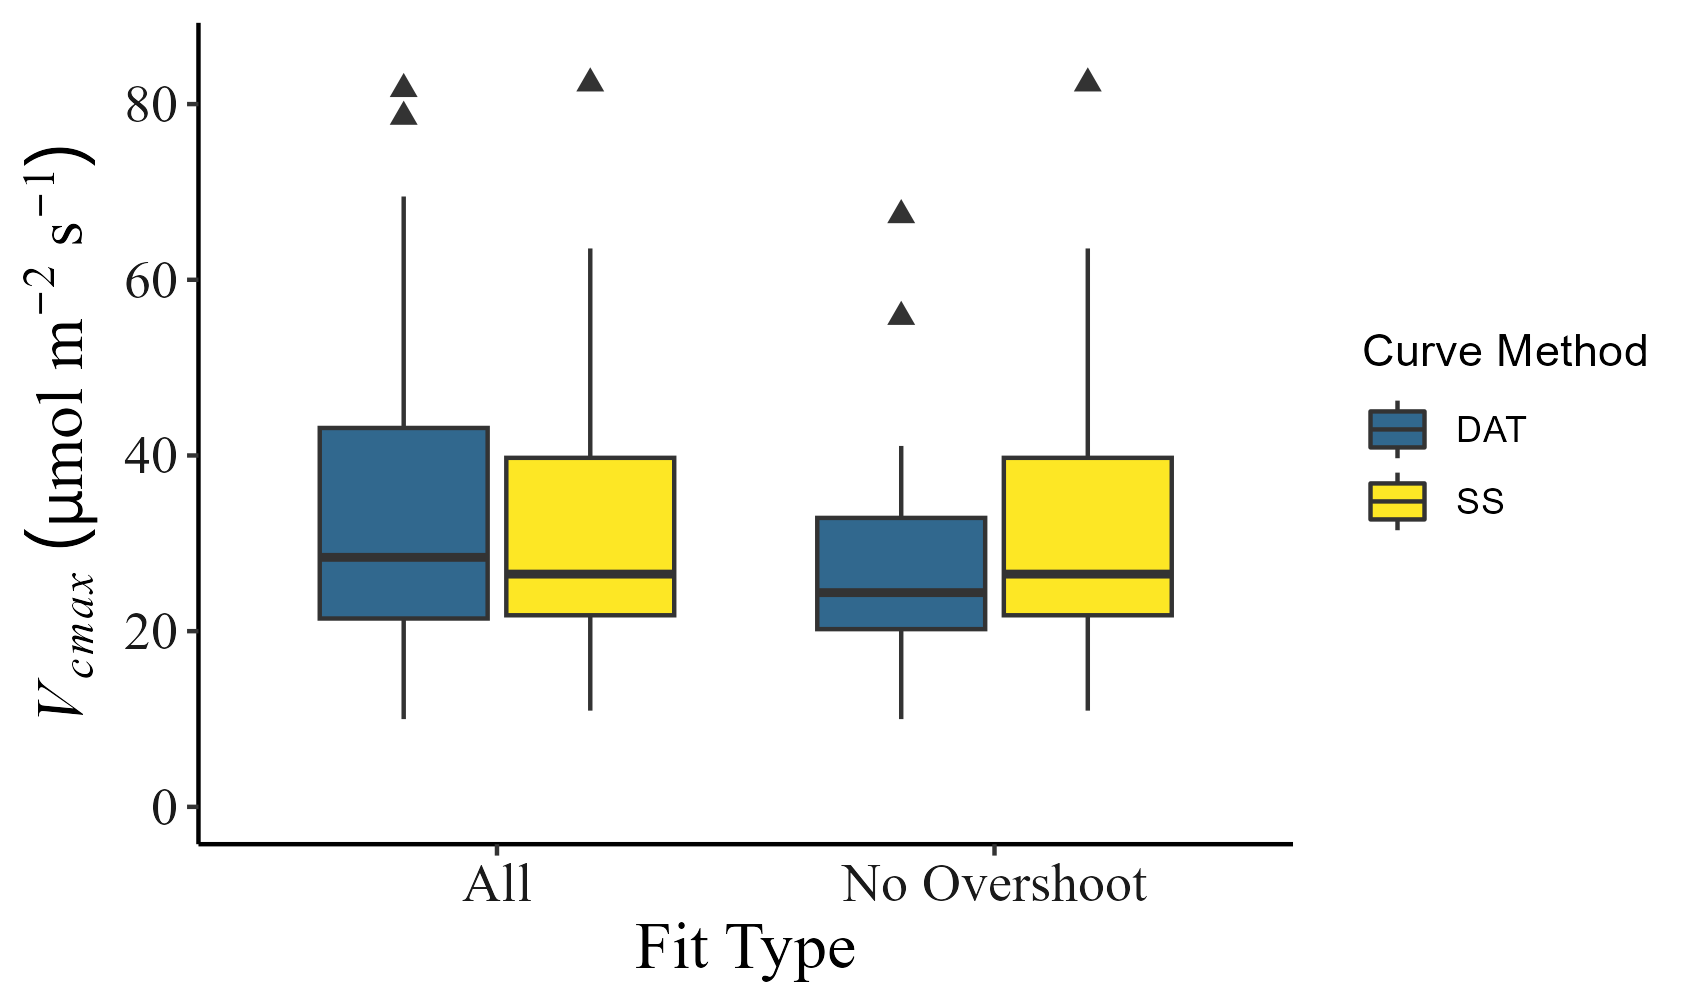 Vcmax (μmol m⁻² s⁻¹)
80
60
40
20
0
All
No Overshoot
Fit Type
Curve Method
DAT
SS